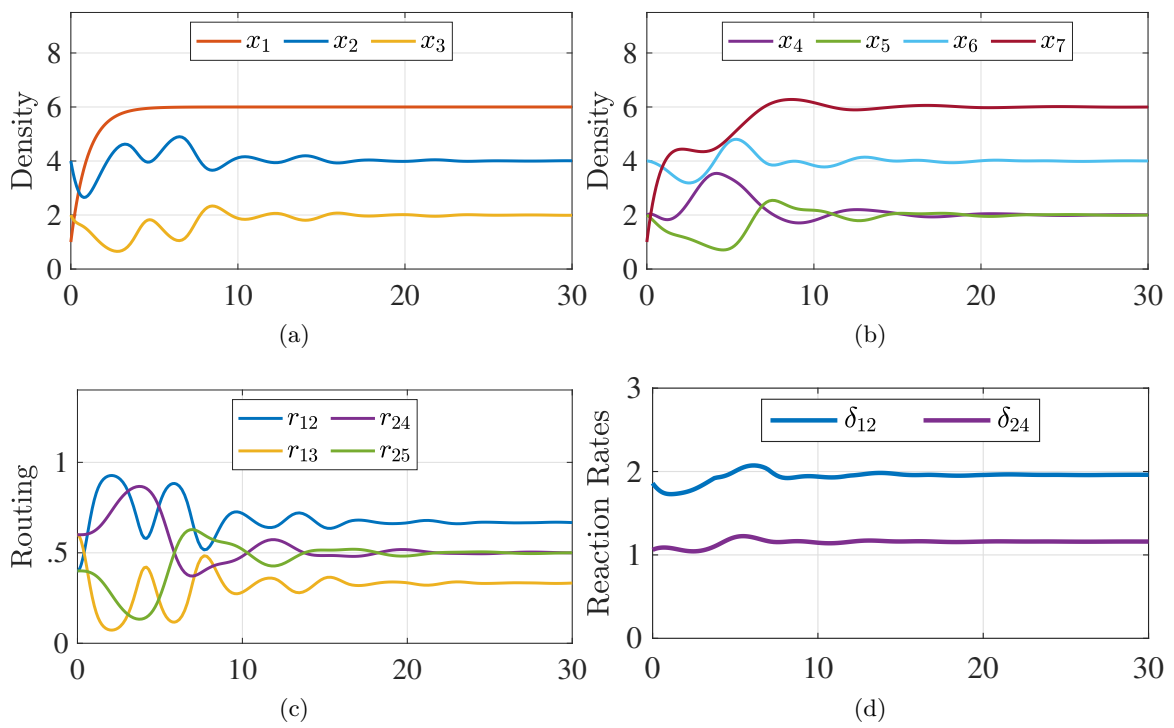 x₁ x₂ x₃
Density
8
6
4
2
0
0 10 20 30
(a)
x₄ x₅ x₆ x₇
Density
8
6
4
2
0
0 10 20 30
(b)
r₁₂ r₂₄
r₁₃ r₂₅
Routing
1
.5
0
0 10 20 30
(c)
δ₁₂ δ₂₄
Reaction Rates
3
2
1
0
0 10 20 30
(d)